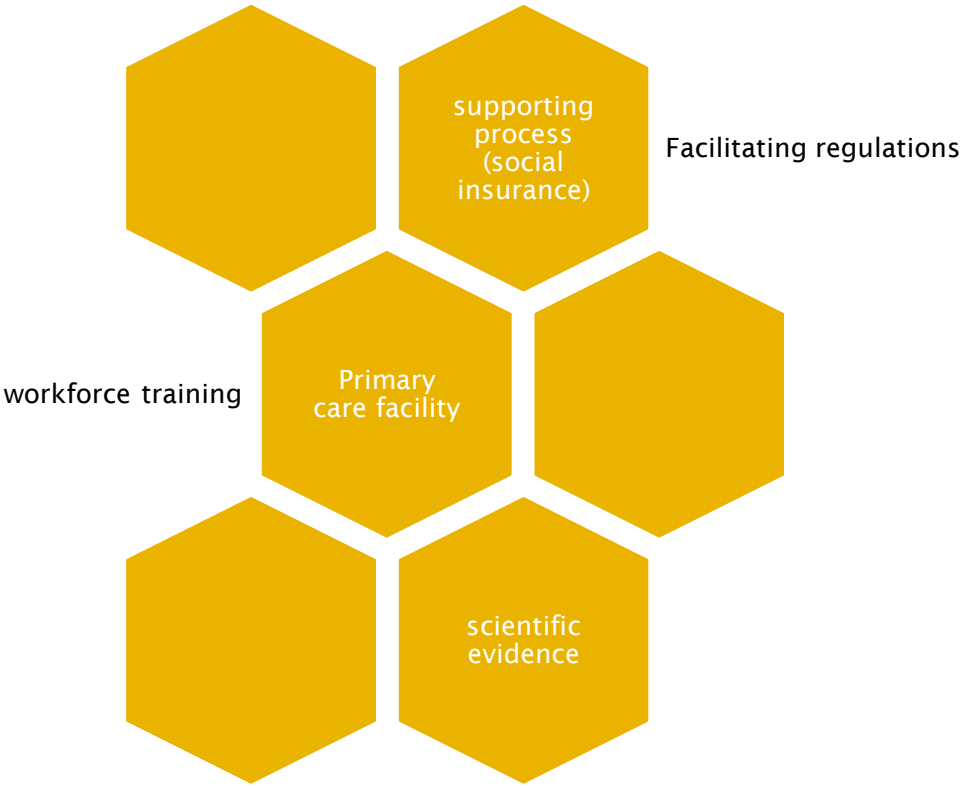 supporting
process
(social
insurance)
Facilitating regulations
workforce training
Primary
care facility
scientific
evidence